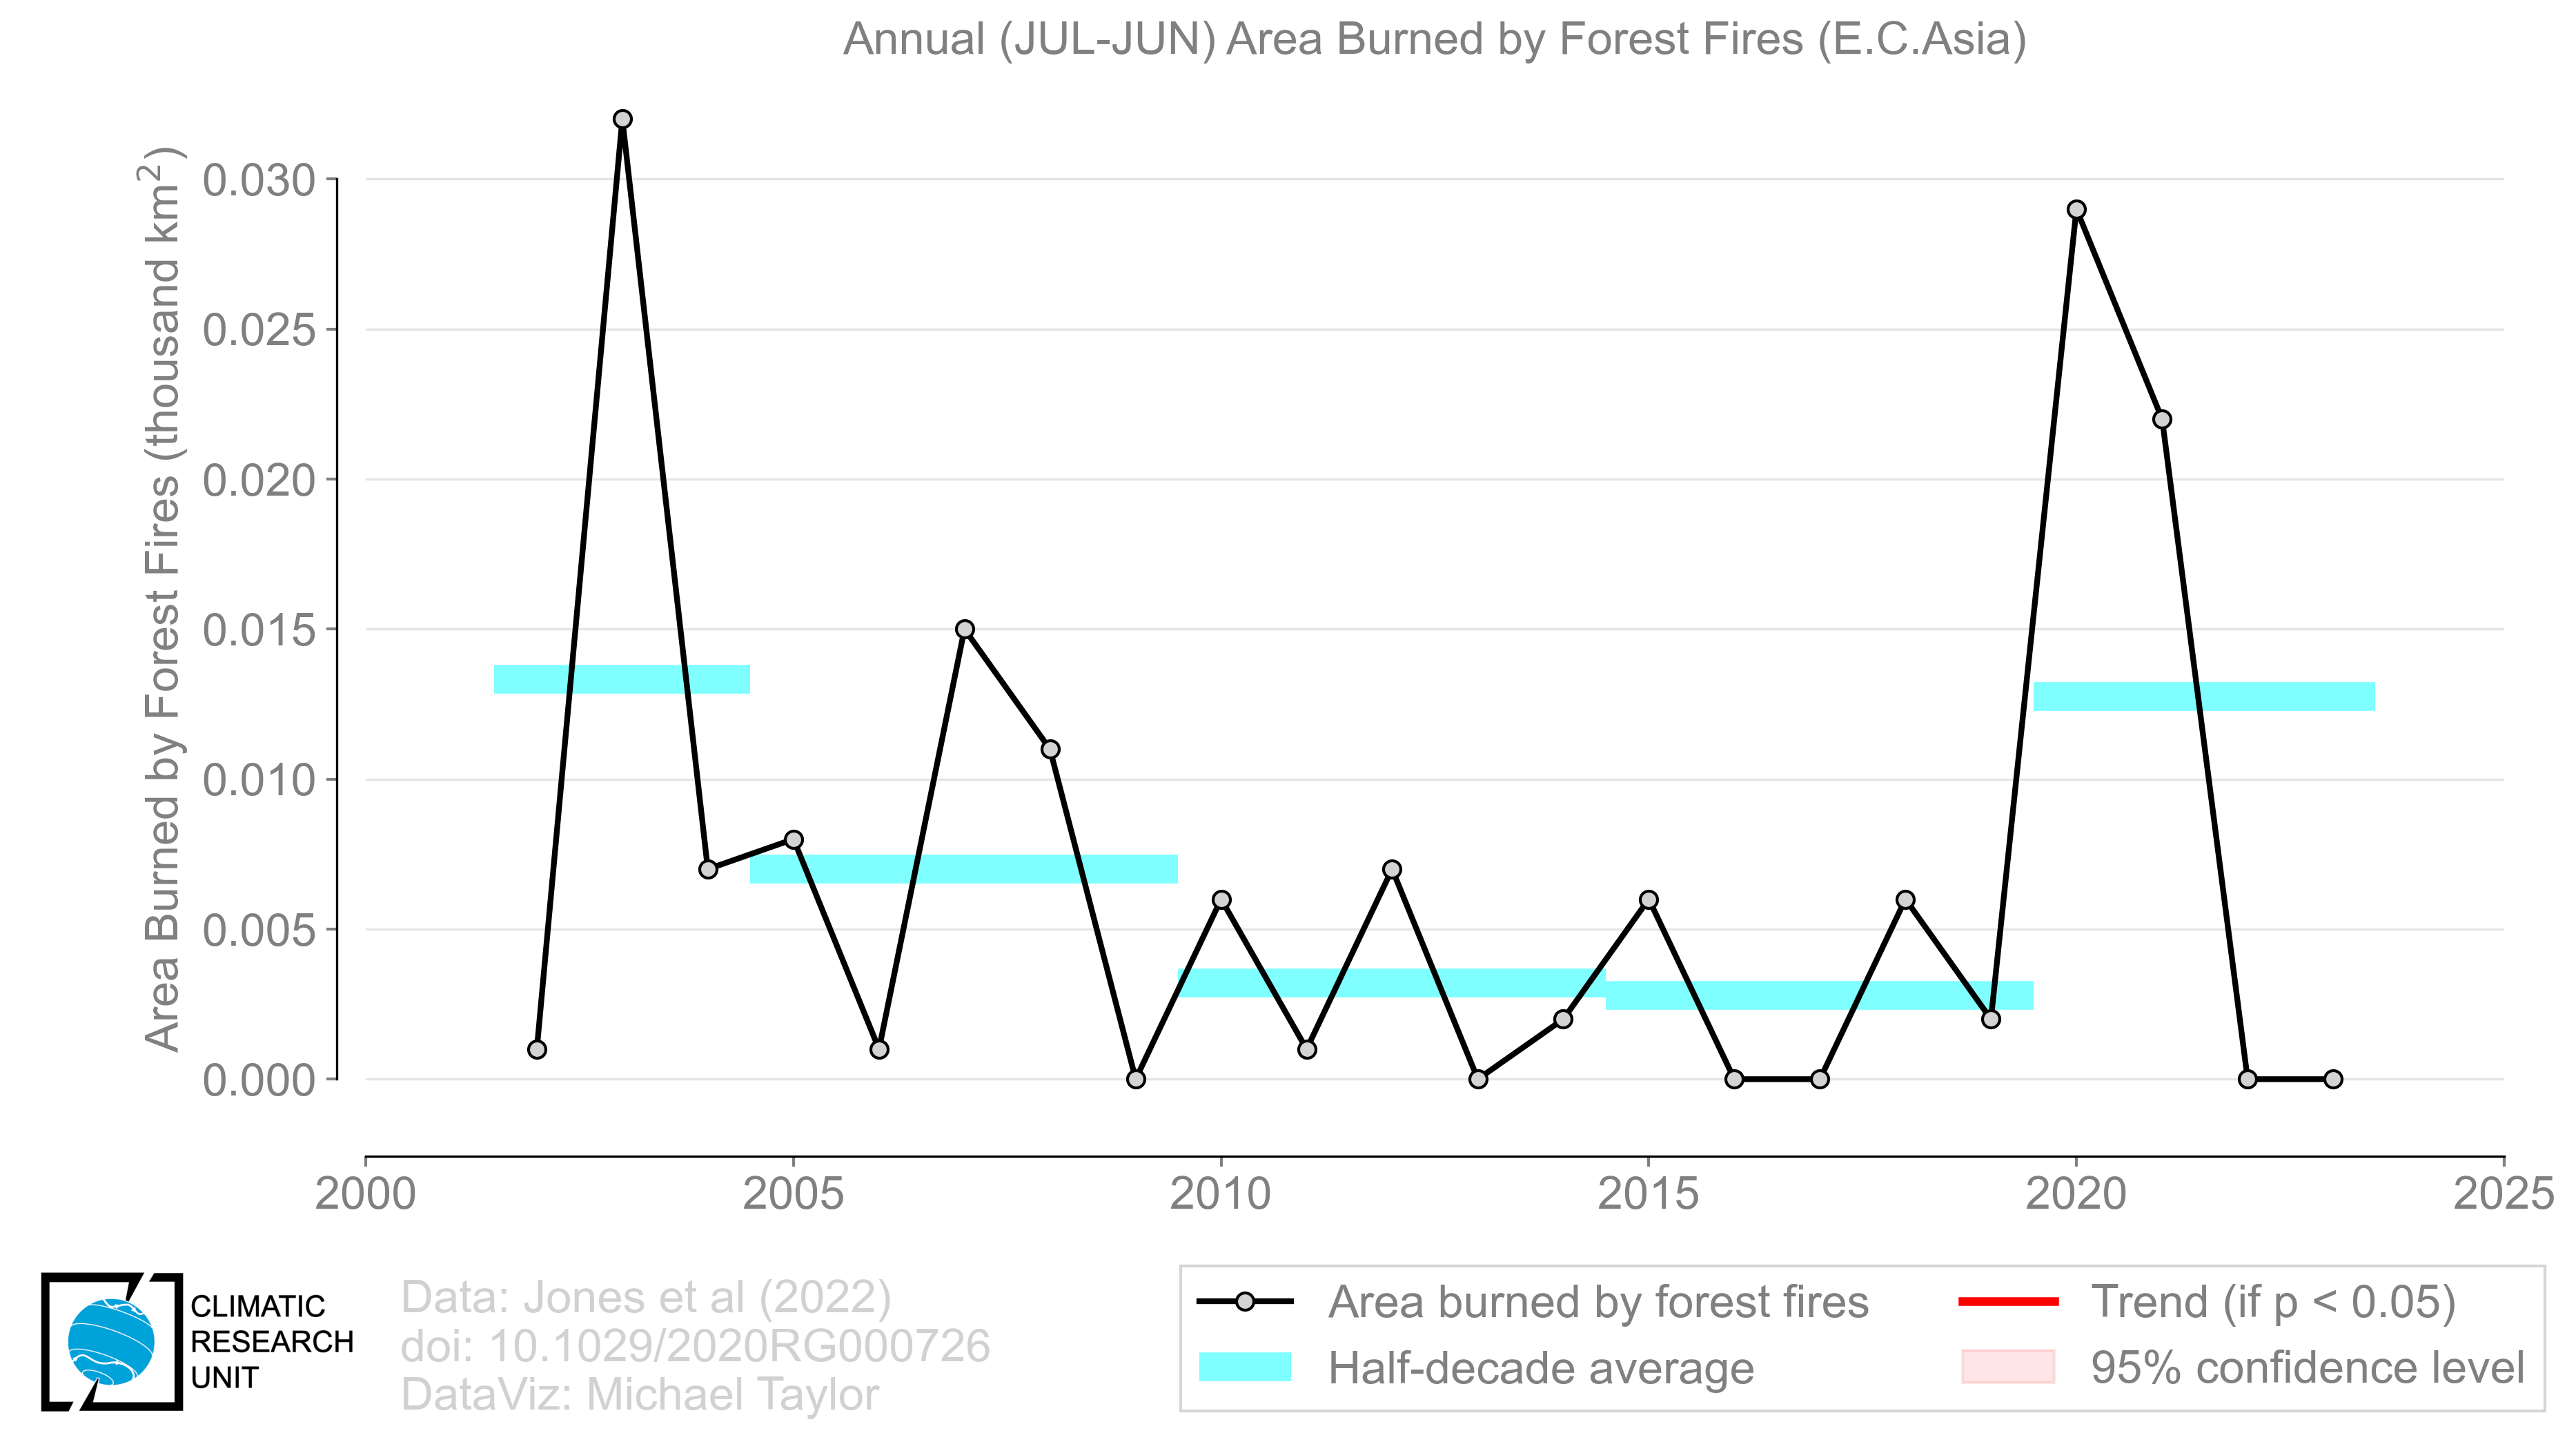 Annual (JUL-JUN) Area Burned by Forest Fires (E.C.Asia)
Area Burned by Forest Fires (thousand km²)
0.030
0.025
0.020
0.015
0.010
0.005
0.000
2000 2005 2010 2015 2020 2025
CLIMATIC
RESEARCH
UNIT
Data: Jones et al (2022)
doi: 10.1029/2020RG000726
DataViz: Michael Taylor
Area burned by forest fires
Half-decade average
Trend (if p < 0.05)
95% confidence level